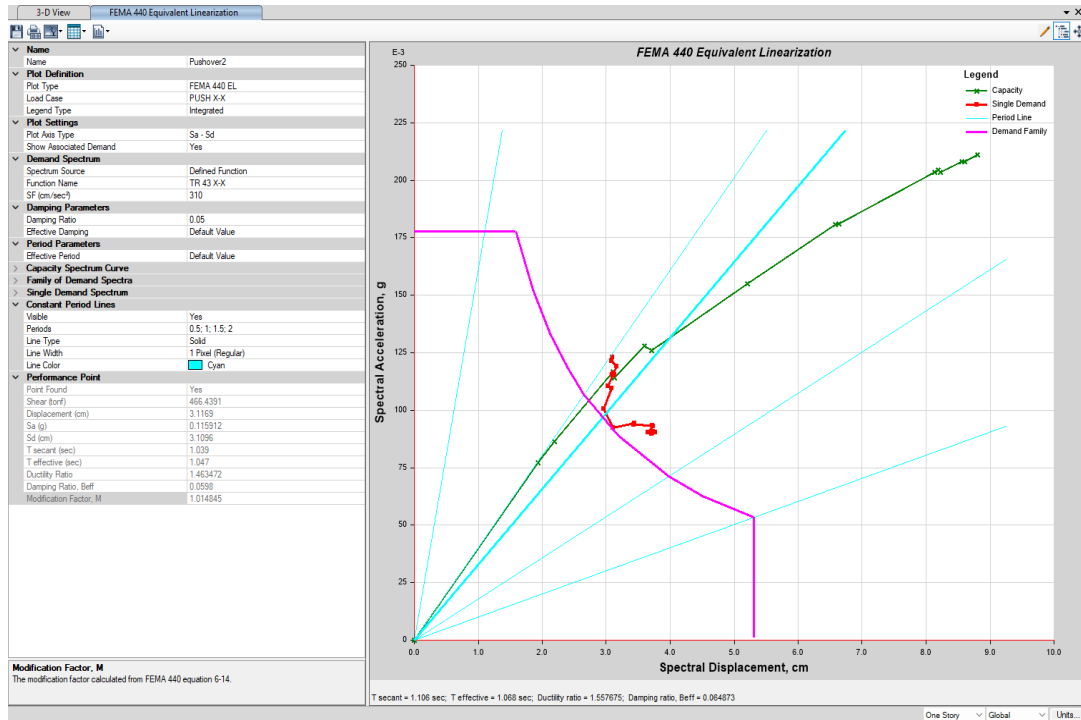 3-D View
FEMA 440 Equivalent Linearization
Name
Name Pushover2
Plot Definition
Plot Type FEMA 440 EL
Load Case PUSH X-X
Legend Type Integrated
Plot Settings
Plot Axis Type Sa - Sd
Show Associated Demand Yes
Demand Spectrum
Spectrum Source Defined Function
Function Name TR 43 X-X
SF (cm/sec²) 310
Damping Parameters
Damping Ratio 0.05
Effective Damping Default Value
Period Parameters
Effective Period Default Value
Capacity Spectrum Curve
Family of Demand Spectra
Single Demand Spectrum
Constant Period Lines
Visible Yes
Periods 0.5; 1; 1.5; 2
Line Type Solid
Line Width 1 Pixel (Regular)
Line Color Cyan
Performance Point
Point Found Yes
Shear (tonf) 466.4391
Displacement (cm) 3.1169
Sa (g) 0.115912
Sd (cm) 3.1096
T secant (sec) 1.039
T effective (sec) 1.047
Ductility Ratio 1.463472
Damping Ratio, Beff 0.0598
Modification Factor, M 1.014845
Modification Factor, M
The modification factor calculated from FEMA 440 equation 6-14.
FEMA 440 Equivalent Linearization
E-3
250
225
200
175
150
125
100
75
50
25
0
Spectral Acceleration, g
Legend
Capacity
Single Demand
Period Line
Demand Family
0.0 1.0 2.0 3.0 4.0 5.0 6.0 7.0 8.0 9.0 10.0
Spectral Displacement, cm
T secant = 1.106 sec; T effective = 1.068 sec; Ductility ratio = 1.557675; Damping ratio, Beff = 0.064873
One Story Global Units...